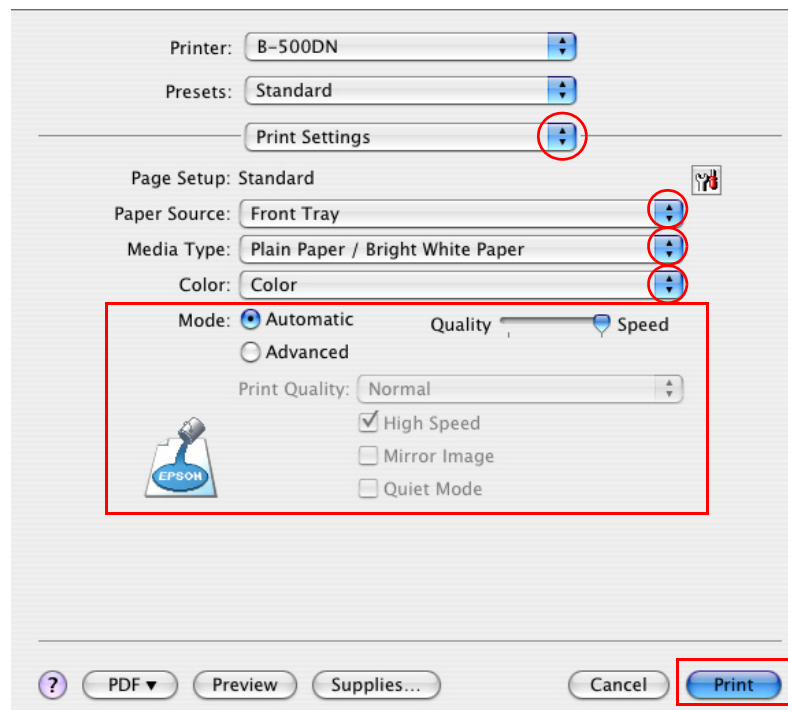 Printer: B-500DN
Presets: Standard
Print Settings
Page Setup: Standard
Paper Source: Front Tray
Media Type: Plain Paper / Bright White Paper
Color: Color
Mode: Automatic Quality Speed
Advanced
Print Quality: Normal
High Speed
Mirror Image
EPSON
Quiet Mode
? PDF ▼ Preview Supplies... Cancel Print